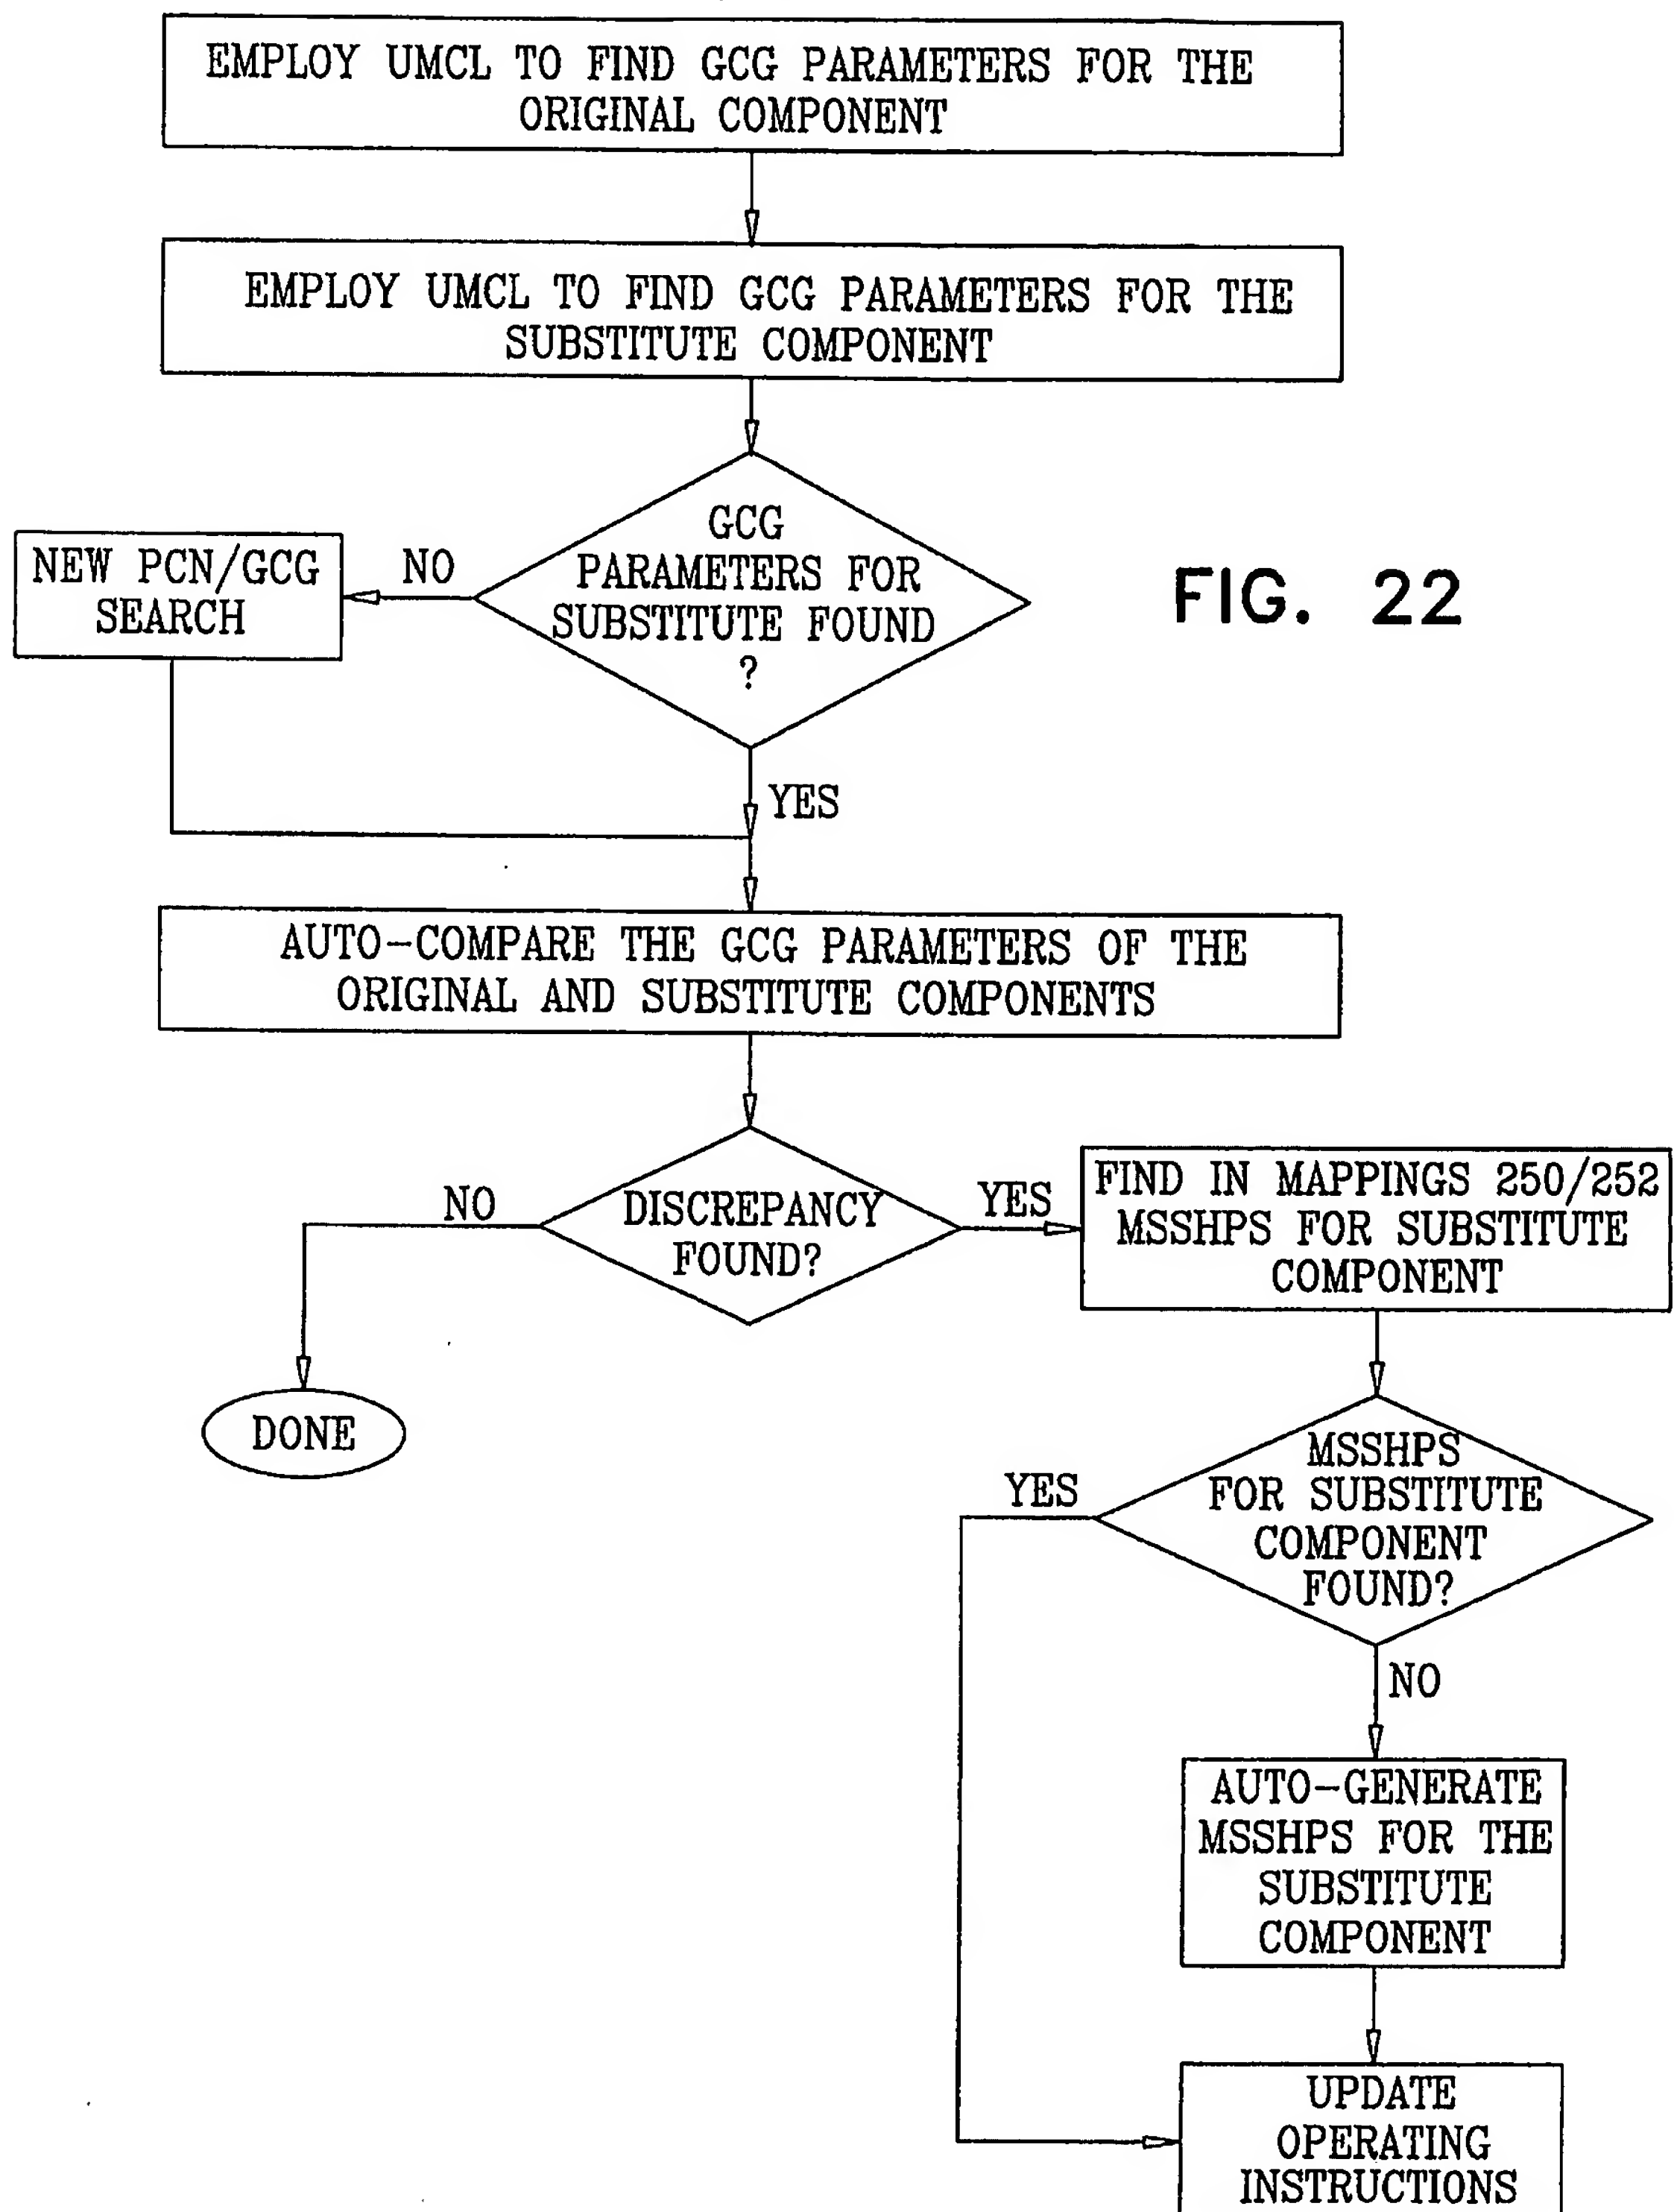 EMPLOY UMCL TO FIND GCG PARAMETERS FOR THE
ORIGINAL COMPONENT
EMPLOY UMCL TO FIND GCG PARAMETERS FOR THE
SUBSTITUTE COMPONENT
GCG
PARAMETERS FOR
SUBSTITUTE FOUND
?
NO
NEW PCN/GCG
SEARCH
FIG. 22
YES
AUTO-COMPARE THE GCG PARAMETERS OF THE
ORIGINAL AND SUBSTITUTE COMPONENTS
DISCREPANCY
FOUND?
NO
DONE
YES
FIND IN MAPPINGS 250/252
MSSHPS FOR SUBSTITUTE
COMPONENT
MSSHPS
FOR SUBSTITUTE
COMPONENT
FOUND?
YES
NO
AUTO-GENERATE
MSSHPS FOR THE
SUBSTITUTE
COMPONENT
UPDATE
OPERATING
INSTRUCTIONS